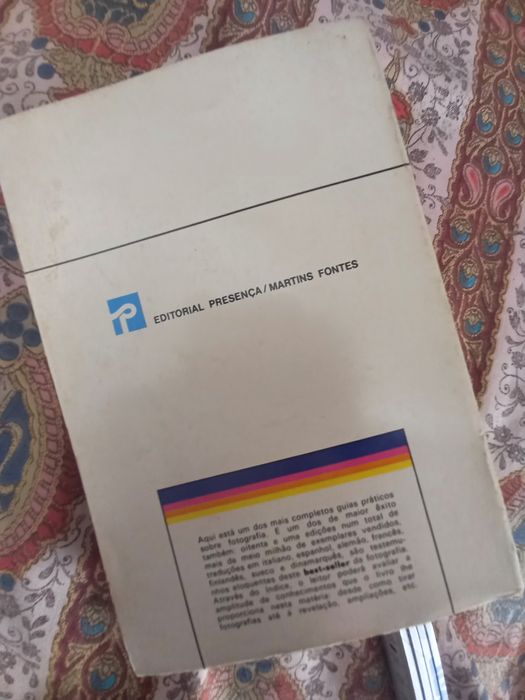 EDITORIAL PRESENÇA/MARTINS FONTES
Aqui está um dos mais completos guias práticos
sobre fotografia. E um dos de maior êxito
também: oitenta e uma edições num total de
mais de meio milhão de exemplares vendidos,
traduções em italiano, espanhol, alemão, francês,
finlandês, sueco e dinamarquês, são testemu-
nhos eloquentes deste best-seller da fotografia.
Através do índice, o leitor poderá avaliar a
amplitude de conhecimentos que o livro lhe
proporciona nesta matéria: desde como tirar
fotografias até à revelação, ampliações, etc.